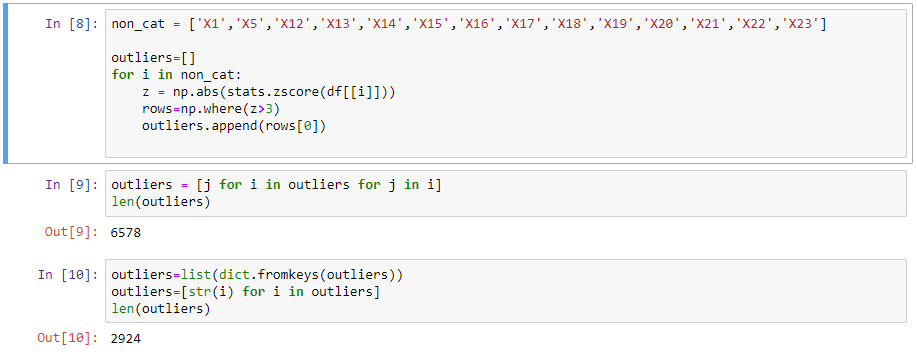 In [8]: non_cat = ['X1','X5','X12','X13','X14','X15','X16','X17','X18','X19','X20','X21','X22','X23']
outliers=[]
for i in non_cat:
    z = np.abs(stats.zscore(df[[i]]))
    rows=np.where(z>3)
    outliers.append(rows[0])
In [9]: outliers = [j for i in outliers for j in i]
len(outliers)
Out[9]: 6578
In [10]: outliers=list(dict.fromkeys(outliers))
outliers=[str(i) for i in outliers]
len(outliers)
Out[10]: 2924